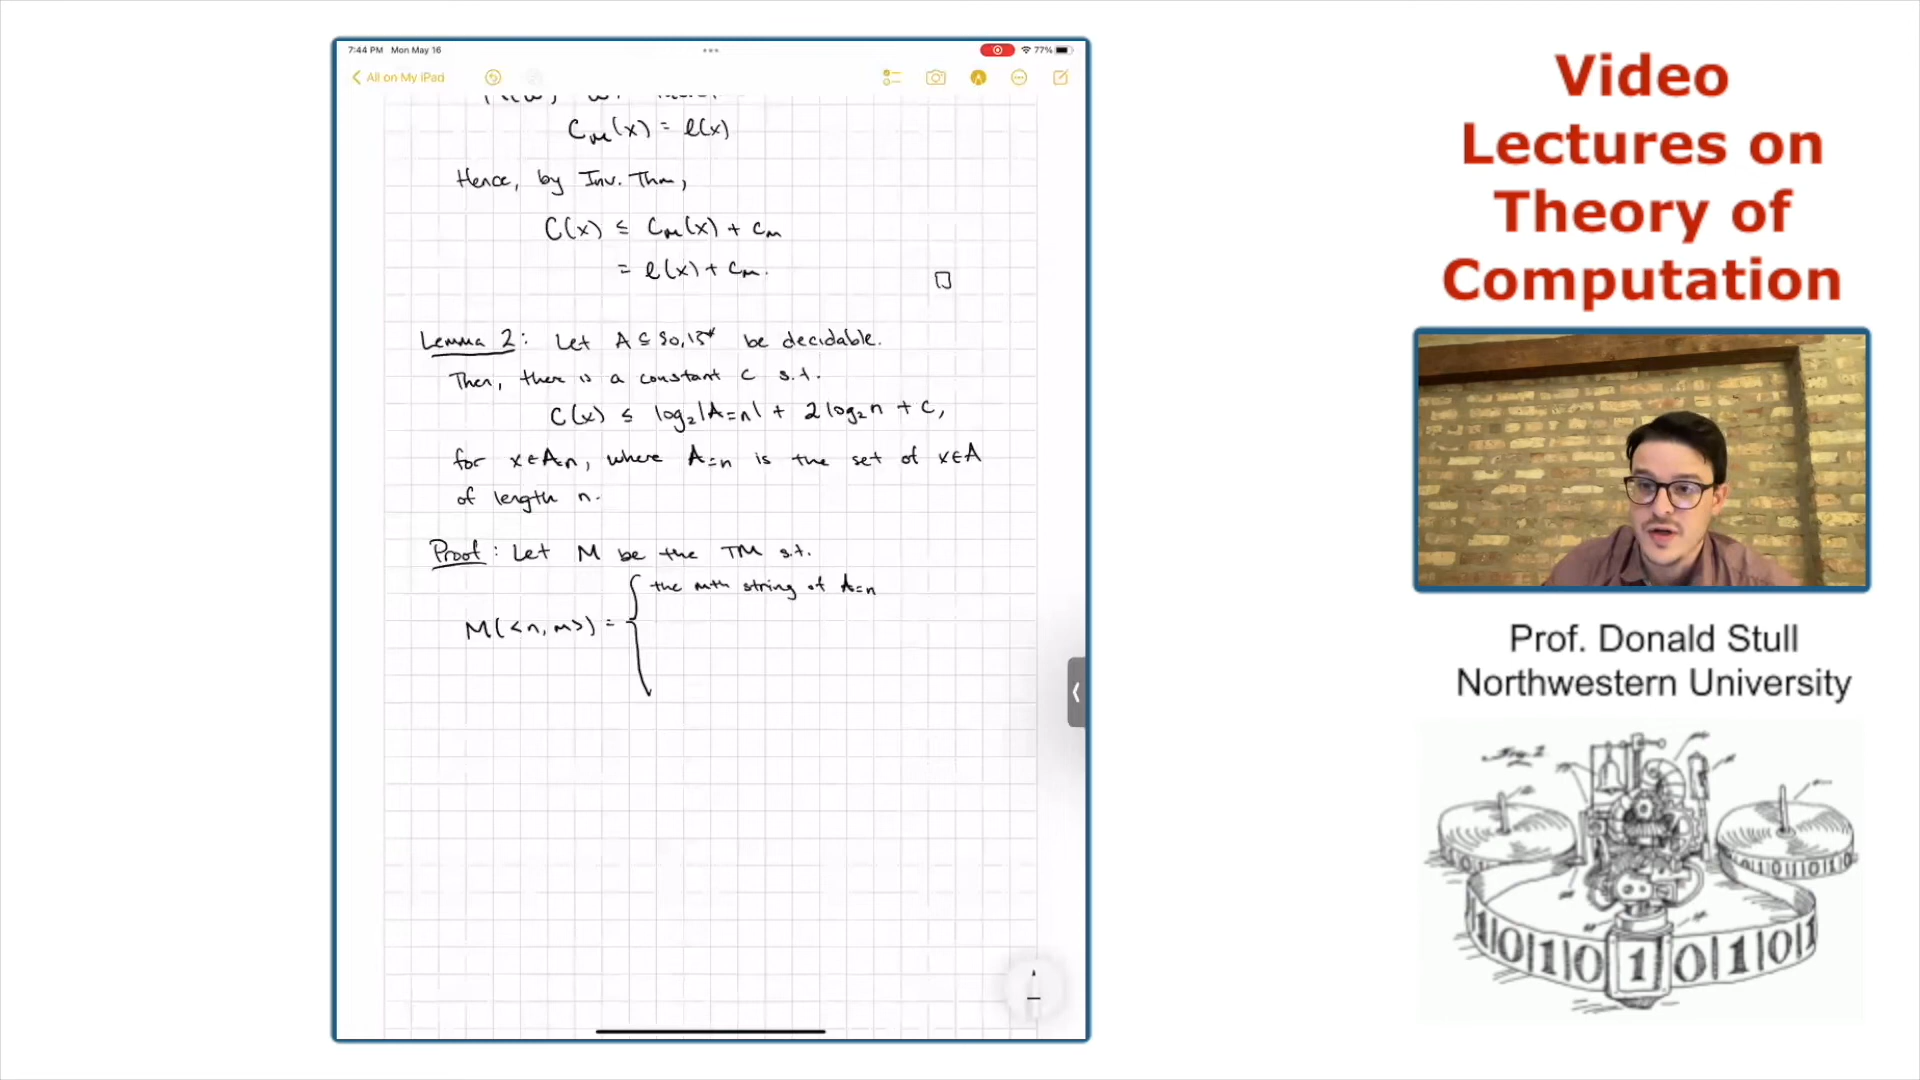 7:44 PM Mon May 16
77%
All on My iPad
C_M(x) = ℓ(x)
Hence, by Inv. Thm,
C(x) ≤ C_M(x) + c_M
= ℓ(x) + c_M.
□
Lemma 2: Let A ⊆ {0,1}* be decidable.
Then, there is a constant c s.t.
C(x) ≤ log₂|A=n| + 2 log₂ n + c,
for x ∈ A=n, where A=n is the set of x ∈ A
of length n.
Proof: Let M be the TM s.t.
M(<n, m>) = { the mth string of A=n
Video
Lectures on
Theory of
Computation
Prof. Donald Stull
Northwestern University